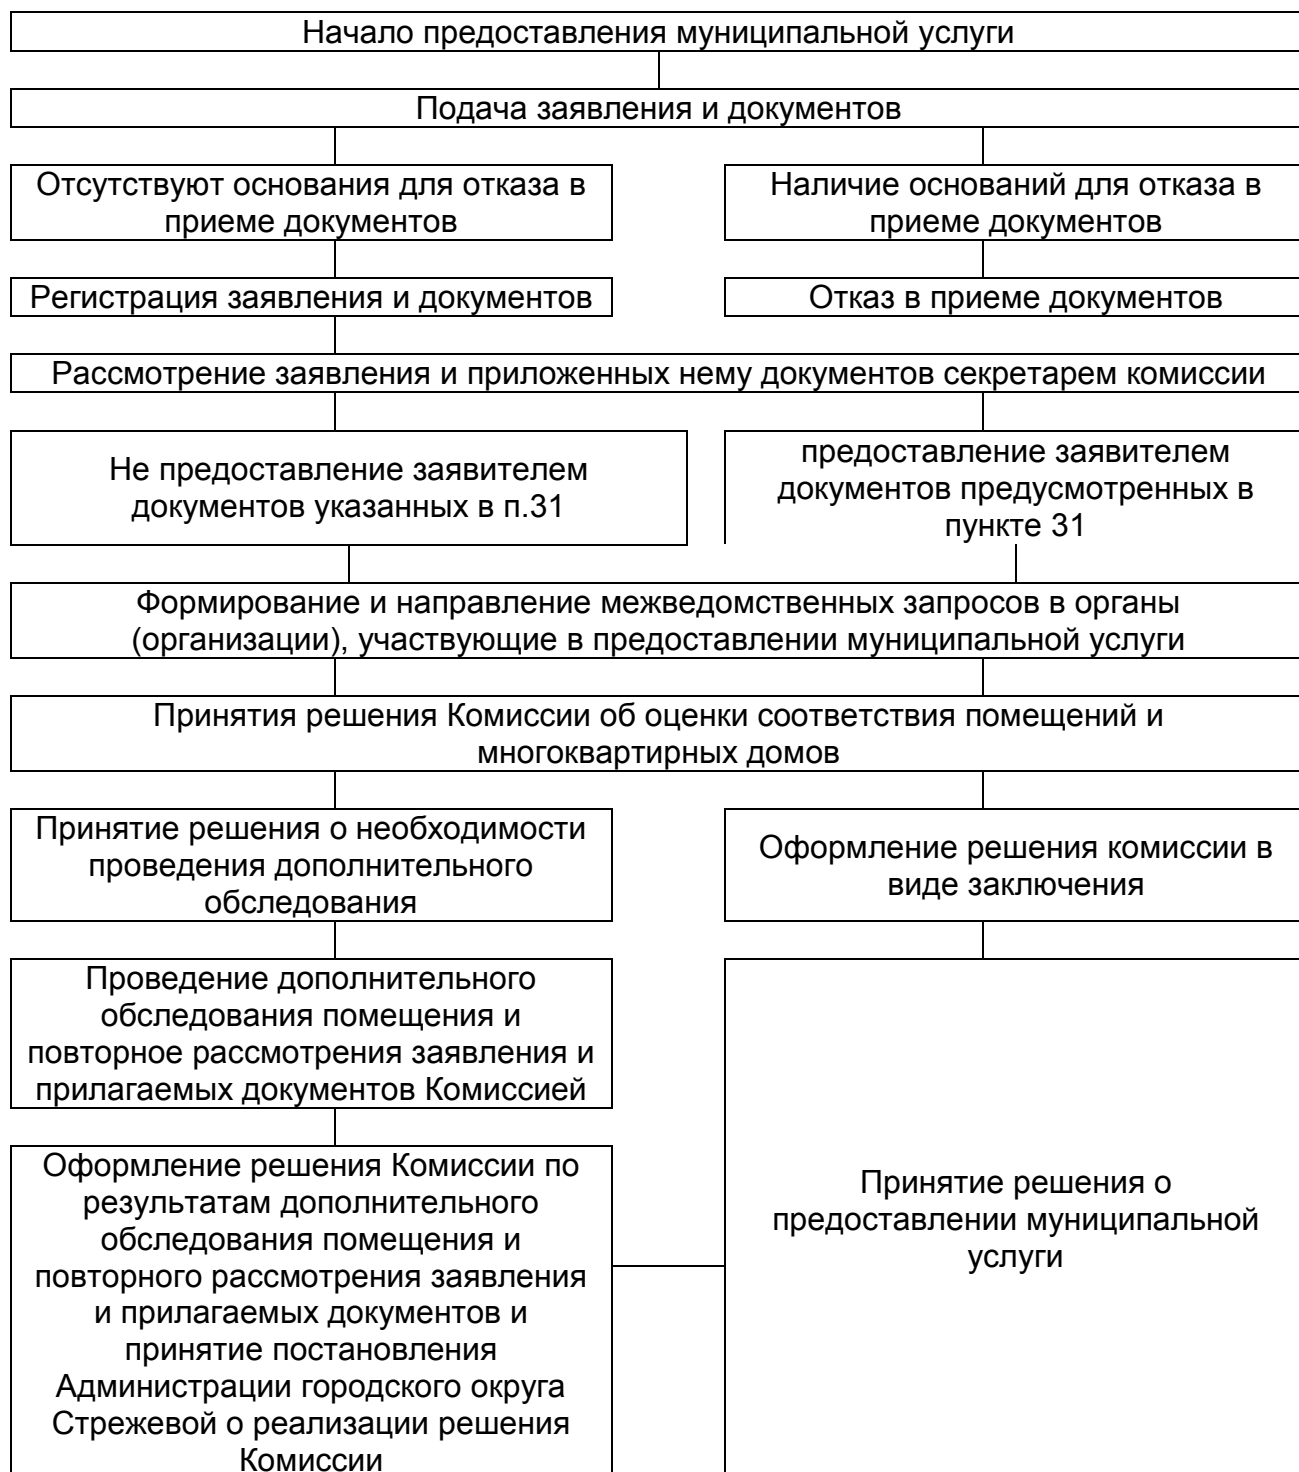 Начало предоставления муниципальной услуги
Подача заявления и документов
Отсутствуют основания для отказа в
приеме документов
Наличие оснований для отказа в
приеме документов
Регистрация заявления и документов
Отказ в приеме документов
Рассмотрение заявления и приложенных нему документов секретарем комиссии
Не предоставление заявителем
документов указанных в п.31
предоставление заявителем
документов предусмотренных в
пункте 31
Формирование и направление межведомственных запросов в органы
(организации), участвующие в предоставлении муниципальной услуги
Принятия решения Комиссии об оценки соответствия помещений и
многоквартирных домов
Принятие решения о необходимости
проведения дополнительного
обследования
Оформление решения комиссии в
виде заключения
Проведение дополнительного
обследования помещения и
повторное рассмотрения заявления и
прилагаемых документов Комиссией
Оформление решения Комиссии по
результатам дополнительного
обследования помещения и
повторного рассмотрения заявления
и прилагаемых документов и
принятие постановления
Администрации городского округа
Стрежевой о реализации решения
Комиссии
Принятие решения о
предоставлении муниципальной
услуги